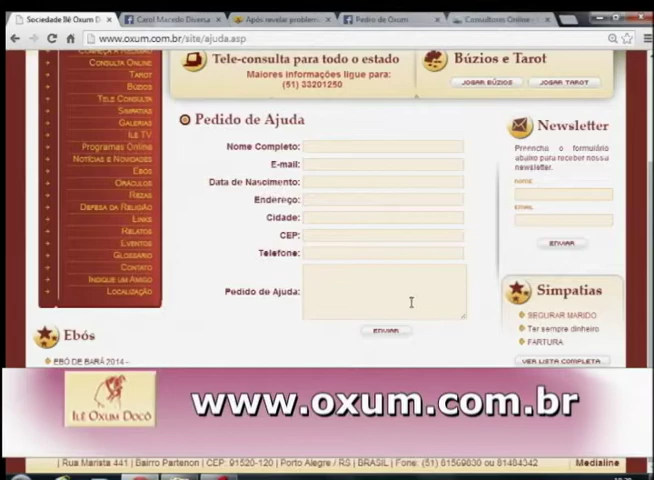 Sociedade Ilê Oxum D
Carol Macedo Divena
Após revelar problem
Pedro de Oxum
Consultores Online -
www.oxum.com.br/site/ajuda.asp
CONSULTA ONLINE
TAROT
BÚZIOS
TELE CONSULTA
SIMPATIAS
GALERIAS
ILÊ TV
Programas Online
NOTÍCIAS E NOVIDADES
EBÓS
ORÁCULOS
REZAS
DEFESA DA RELIGIÃO
LINKS
RELATOS
EVENTOS
GLOSSÁRIO
CONTATO
INDIQUE UM AMIGO
LOCALIZAÇÃO
Ebós
EBÓ DE BARÁ 2014 -
Tele-consulta para todo o estado
Maiores informações ligue para:
(51) 33201250
Búzios e Tarot
JOGAR BÚZIOS
JOGAR TAROT
Pedido de Ajuda
Nome Completo:
E-mail:
Data de Nascimento:
Endereço:
Cidade:
CEP:
Telefone:
Pedido de Ajuda:
ENVIAR
Newsletter
Preencha o formulário
abaixo para receber nossa
newsletter.
NOME
EMAIL
ENVIAR
Simpatias
SEGURAR MARIDO
Ter sempre dinheiro
FARTURA
VER LISTA COMPLETA
ILÊ OXUM DOCÔ
www.oxum.com.br
| Rua Marista 441 | Bairro Partenon | CEP: 91520-120 | Porto Alegre / RS | BRASIL | Fone: (51) 81569830 ou 81484342
Medialine